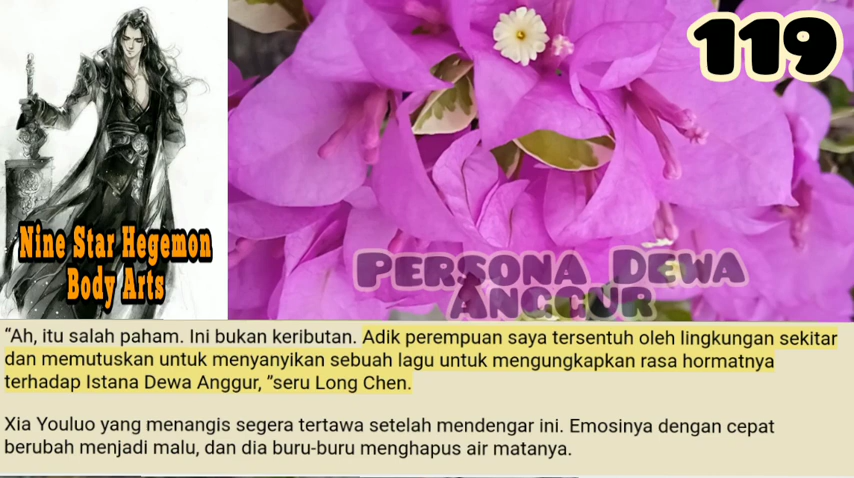 119
Nine Star Hegemon
Body Arts
Persona Dewa
Anggur
“Ah, itu salah paham. Ini bukan keributan. Adik perempuan saya tersentuh oleh lingkungan sekitar
dan memutuskan untuk menyanyikan sebuah lagu untuk mengungkapkan rasa hormatnya
terhadap Istana Dewa Anggur, ”seru Long Chen.
Xia Youluo yang menangis segera tertawa setelah mendengar ini. Emosinya dengan cepat
berubah menjadi malu, dan dia buru-buru menghapus air matanya.